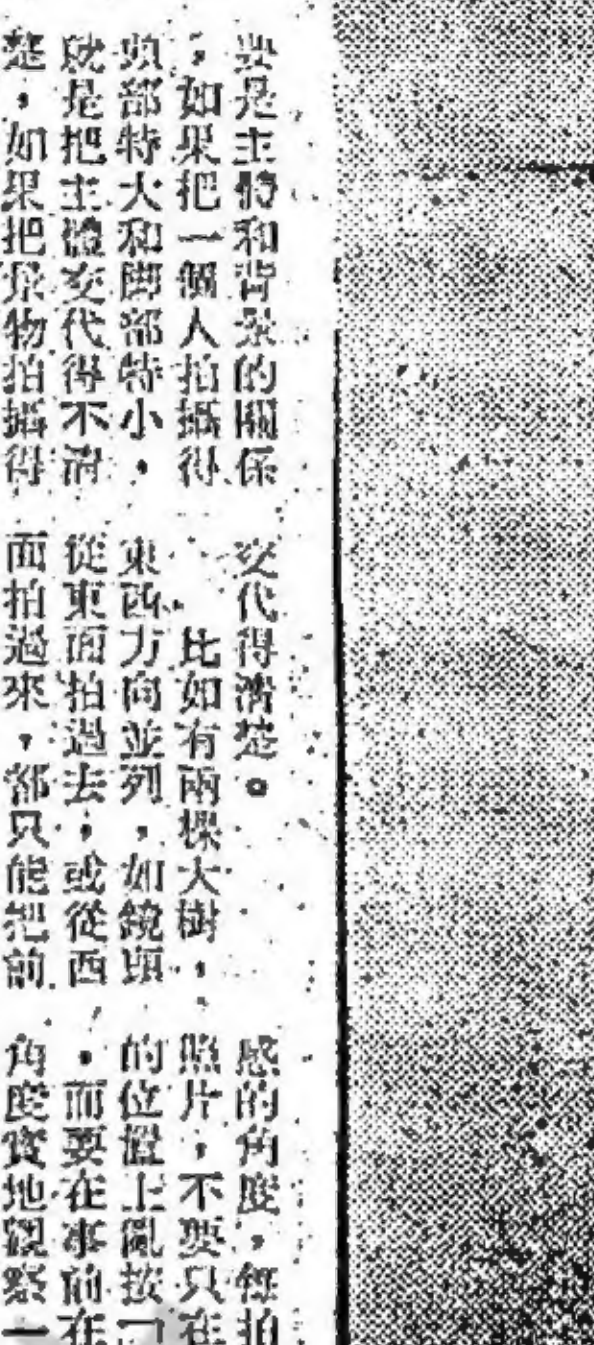 與是主體和背景的關係
，如果把一個人拍攝得
頭部特大和脚部特小，
就是把主體交代得不清
楚，如果把景物拍攝得
交代得清楚。
比如有兩棵大樹，
東西方向並列，如鏡頭
從東面拍過去，或從西
面拍過來，都只能把前
感的角度，每拍
照片，不要只在
的位置上亂按一
，而要在事前在
角度實地觀察一